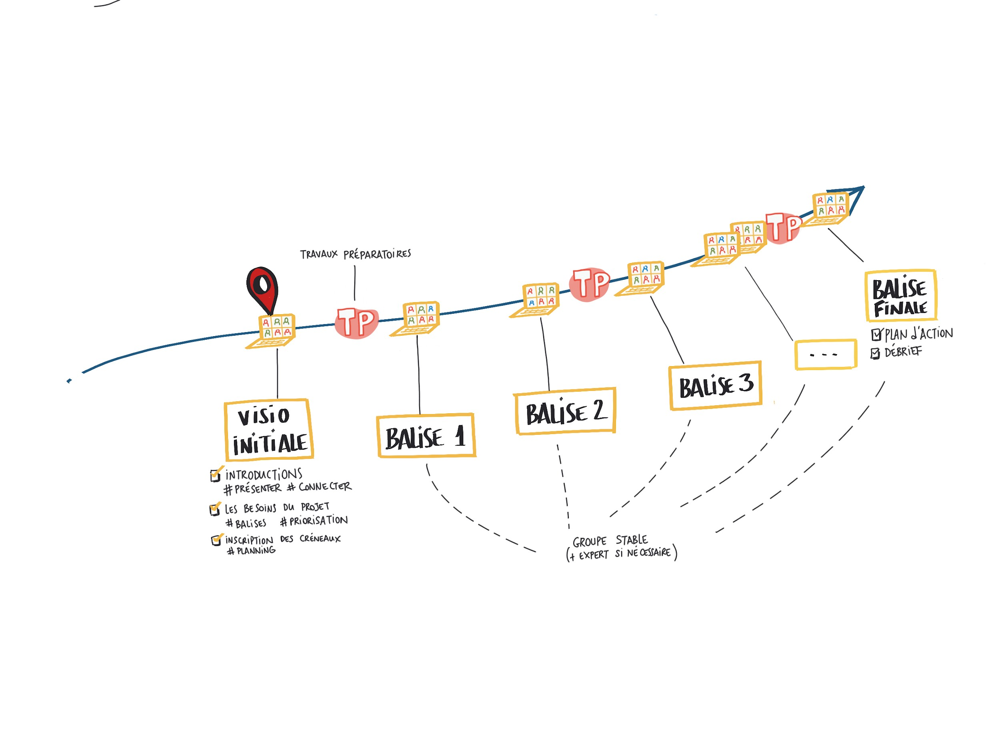 TRAVAUX PRÉPARATOIRES
TP
TP
TP
VISIO
INITIALE
INTRODUCTIONS
#PRÉSENTER #CONNECTER
LES BESOINS DU PROJET
#BALISES #PRIORISATION
INSCRIPTION DES CRÉNEAUX
#PLANNING
BALISE 1
BALISE 2
BALISE 3
---
BALISE
FINALE
PLAN d'ACTION
DÉBRIEF
GROUPE STABLE
(+ EXPERT SI NÉCESSAIRE)